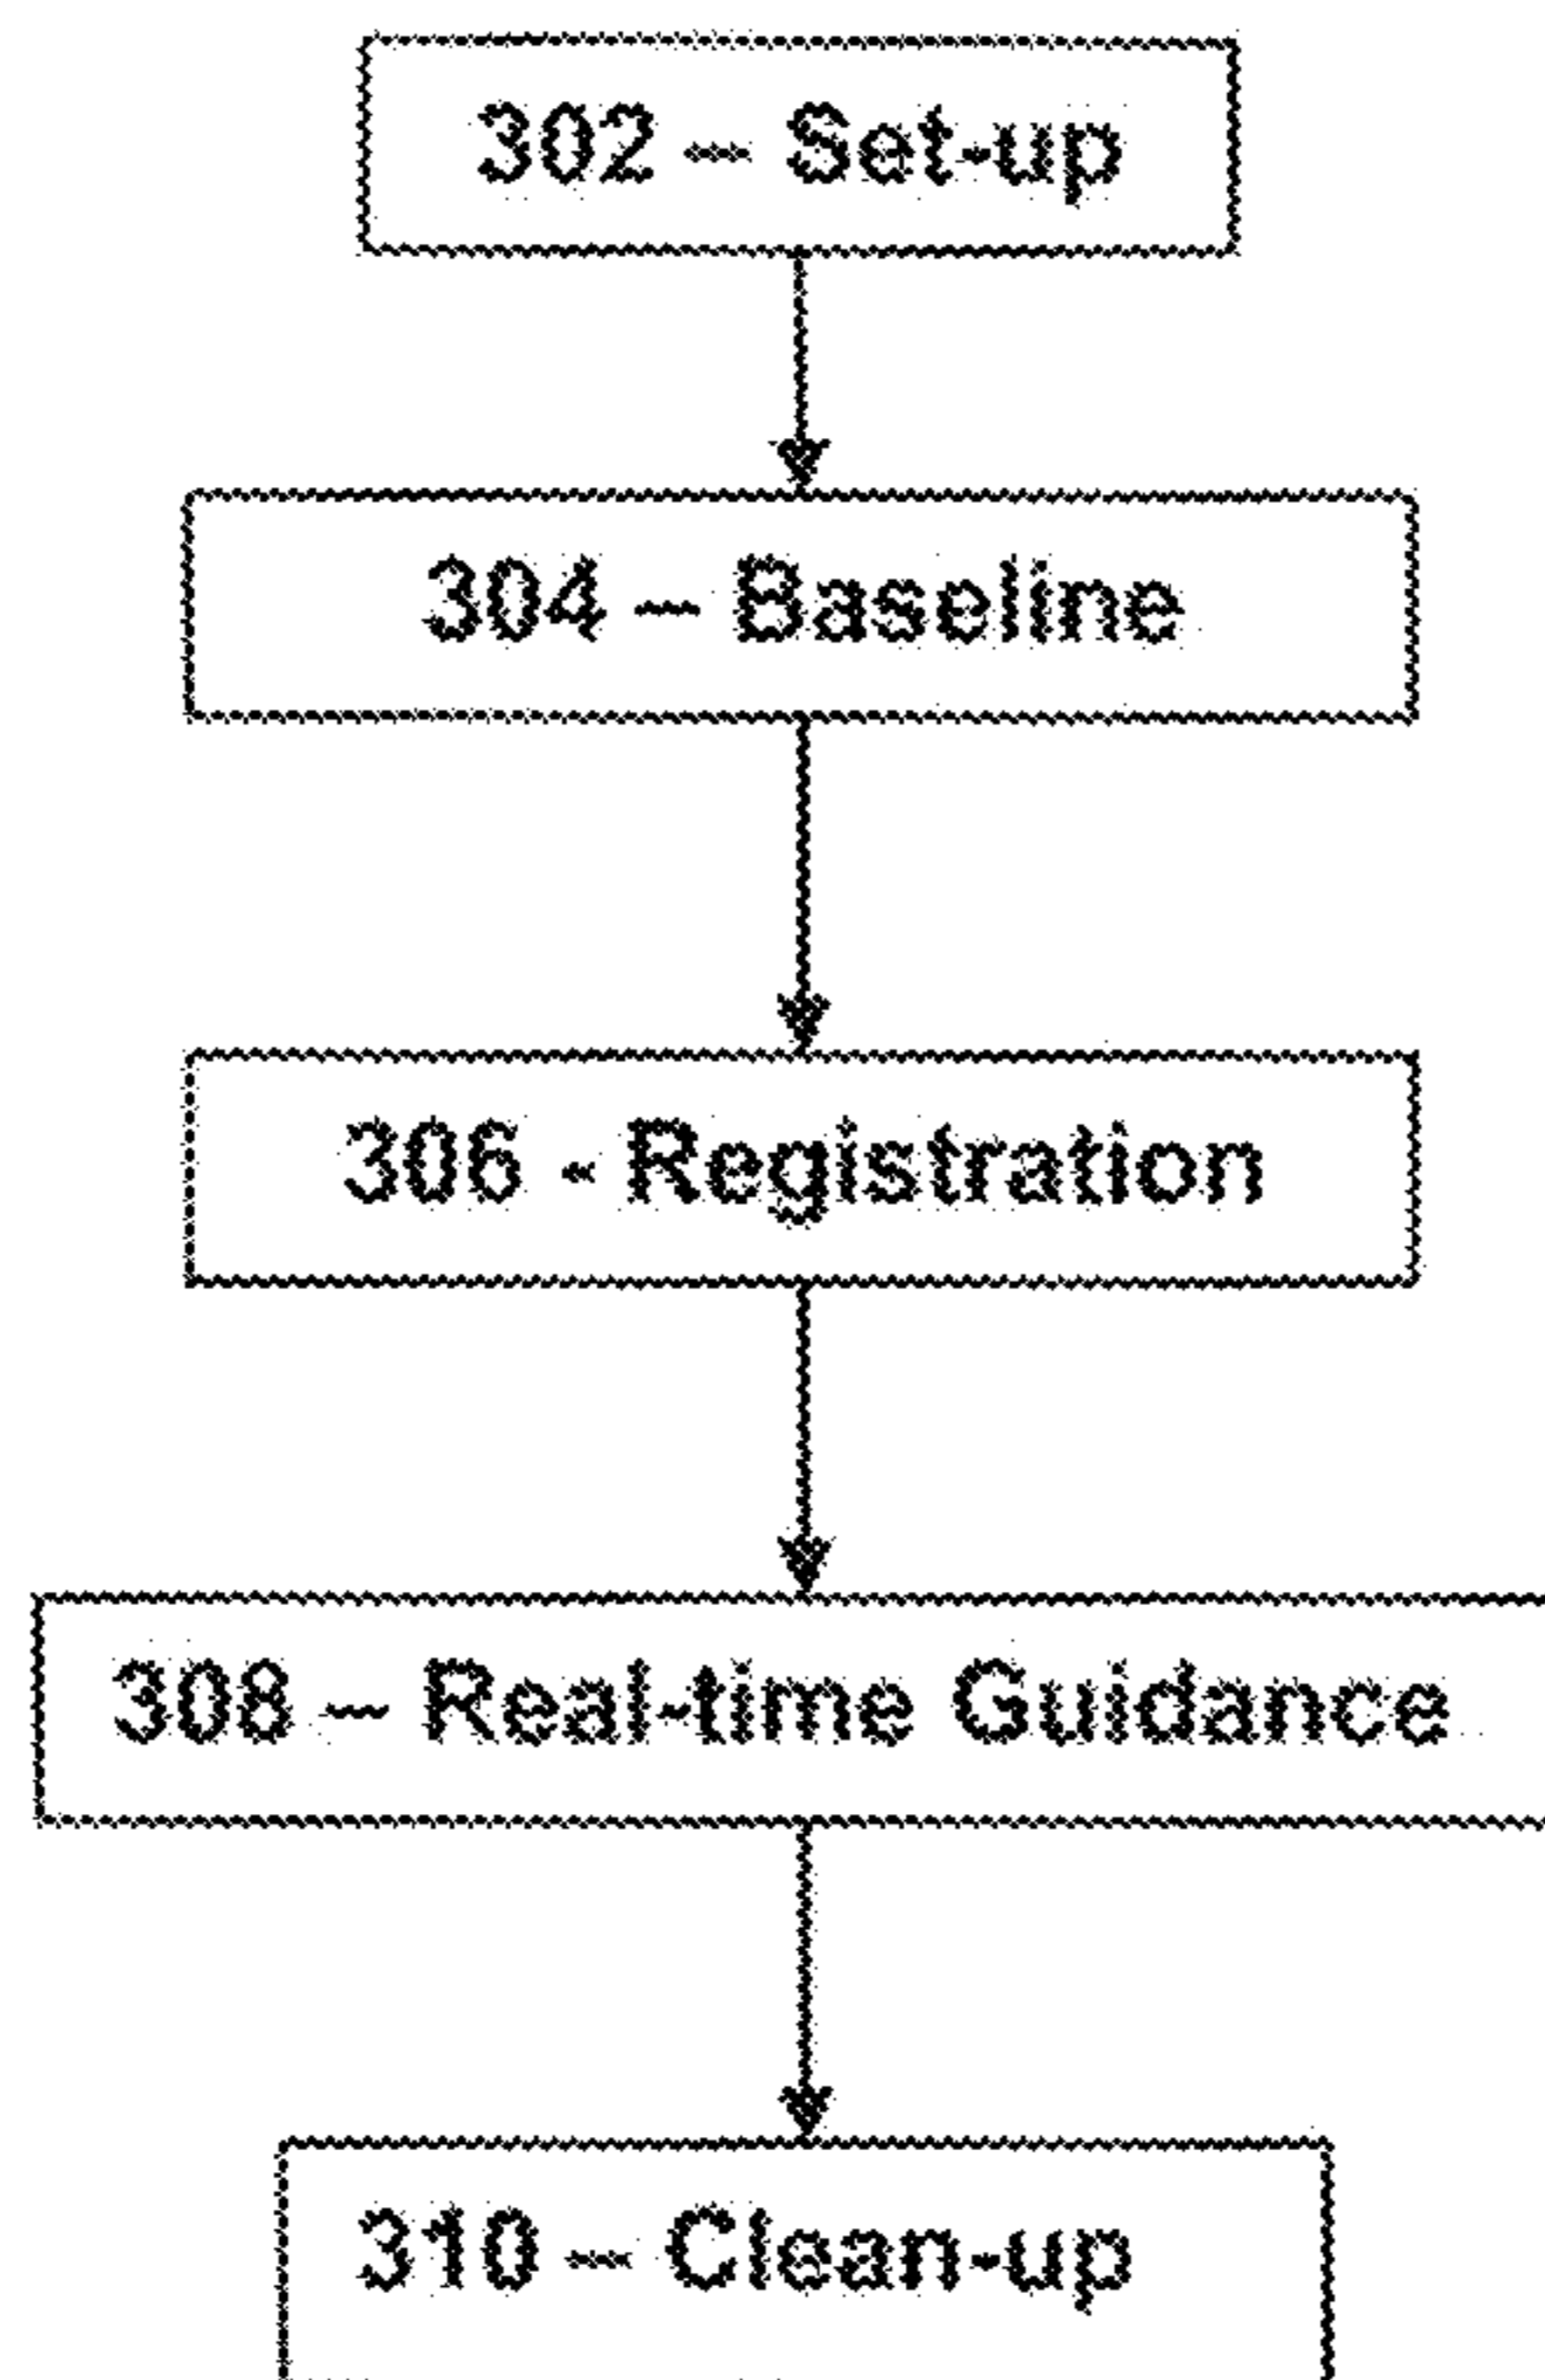 302 – Set-up
304 – Baseline
306 - Registration
308 – Real-time Guidance
310 – Clean-up